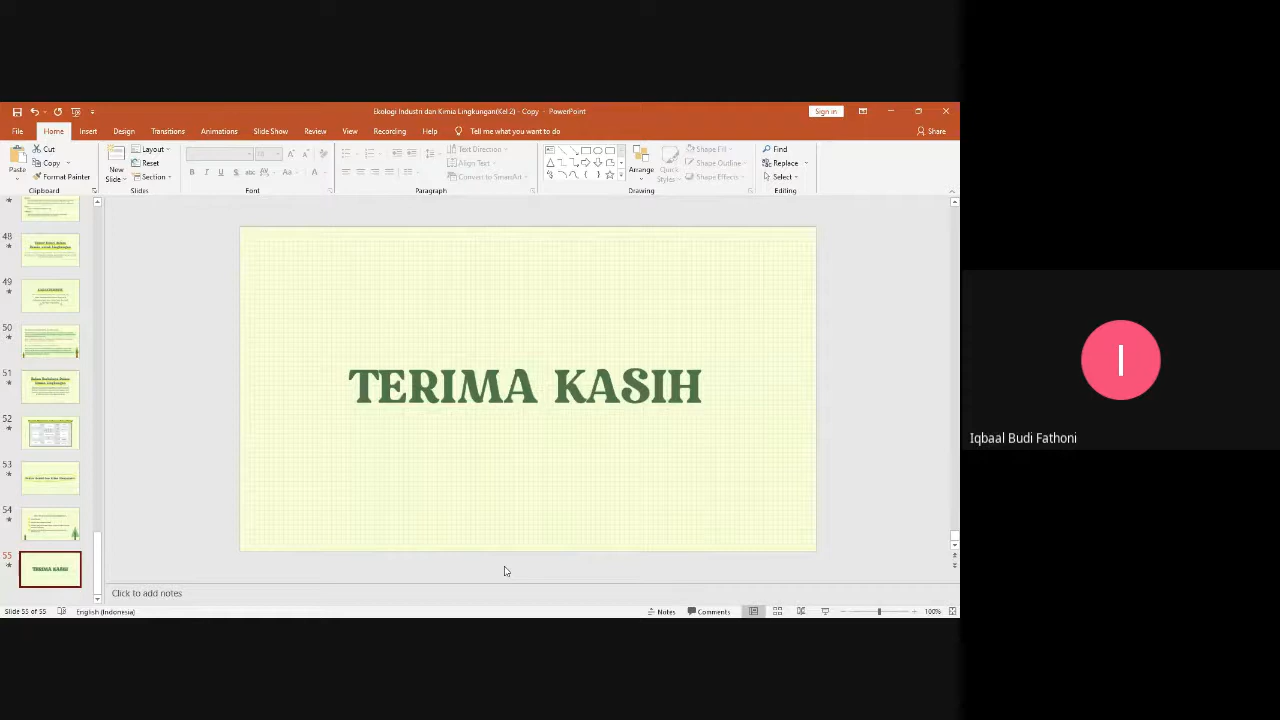 Ekologi Industri dan Kimia Lingkungan(Kel 2) - Copy - PowerPoint
Sign in
File Home Insert Design Transitions Animations Slide Show Review View Recording Help Tell me what you want to do
Share
Paste
Cut
Copy
Format Painter
Clipboard
New
Slide
Layout
Reset
Section
Slides
Font
Text Direction
Align Text
Convert to SmartArt
Paragraph
Arrange
Quick
Styles
Shape Fill
Shape Outline
Shape Effects
Drawing
Find
Replace
Select
Editing
48
49
50
51
52
53
54
55
TERIMA KASIH
TERIMA KASIH
Click to add notes
Slide 55 of 55
English (Indonesia)
Notes
Comments
100%
I
Iqbaal Budi Fathoni